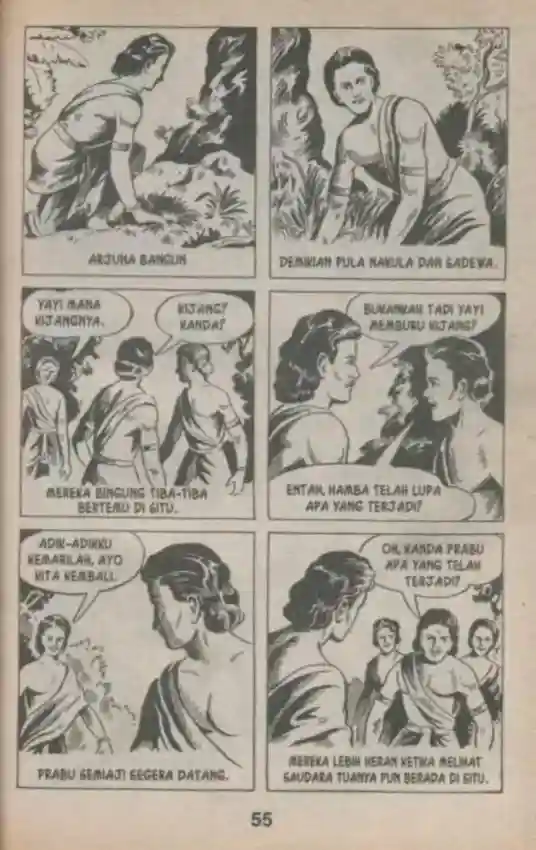 ARJUNA BANGUN
DEMIKIAN PULA NAKULA DAN SADEWA.
YAYI MANA
KIJANGNYA.
KIJANG?
KANDA?
MEREKA BINGUNG TIBA-TIBA
BERTEMU DI SITU.
BUKANKAH TADI YAYI
MEMBURU KIJANG?
ENTAH, HAMBA TELAH LUPA
APA YANG TERJADI?
ADIK-ADIKKU
KEMARILAH, AYO
KITA KEMBALI.
PRABU SEMIAJI SEGERA DATANG.
OH, KANDA PRABU
APA YANG TELAH
TERJADI?
MEREKA LEBIH HERAN KETIKA MELIHAT
SAUDARA TUANYA PUN BERADA DI SITU.
55